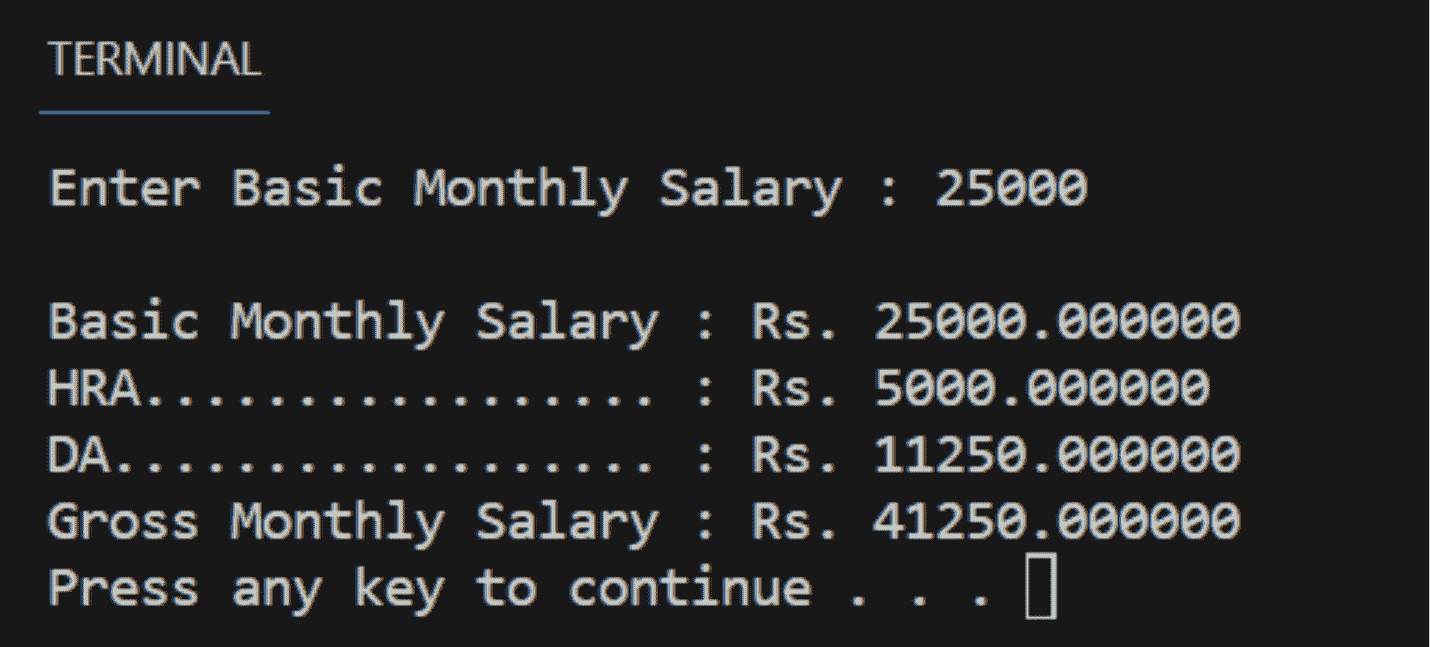 TERMINAL
Enter Basic Monthly Salary : 25000
Basic Monthly Salary : Rs. 25000.000000
HRA................. : Rs. 5000.000000
DA.................. : Rs. 11250.000000
Gross Monthly Salary : Rs. 41250.000000
Press any key to continue . . .